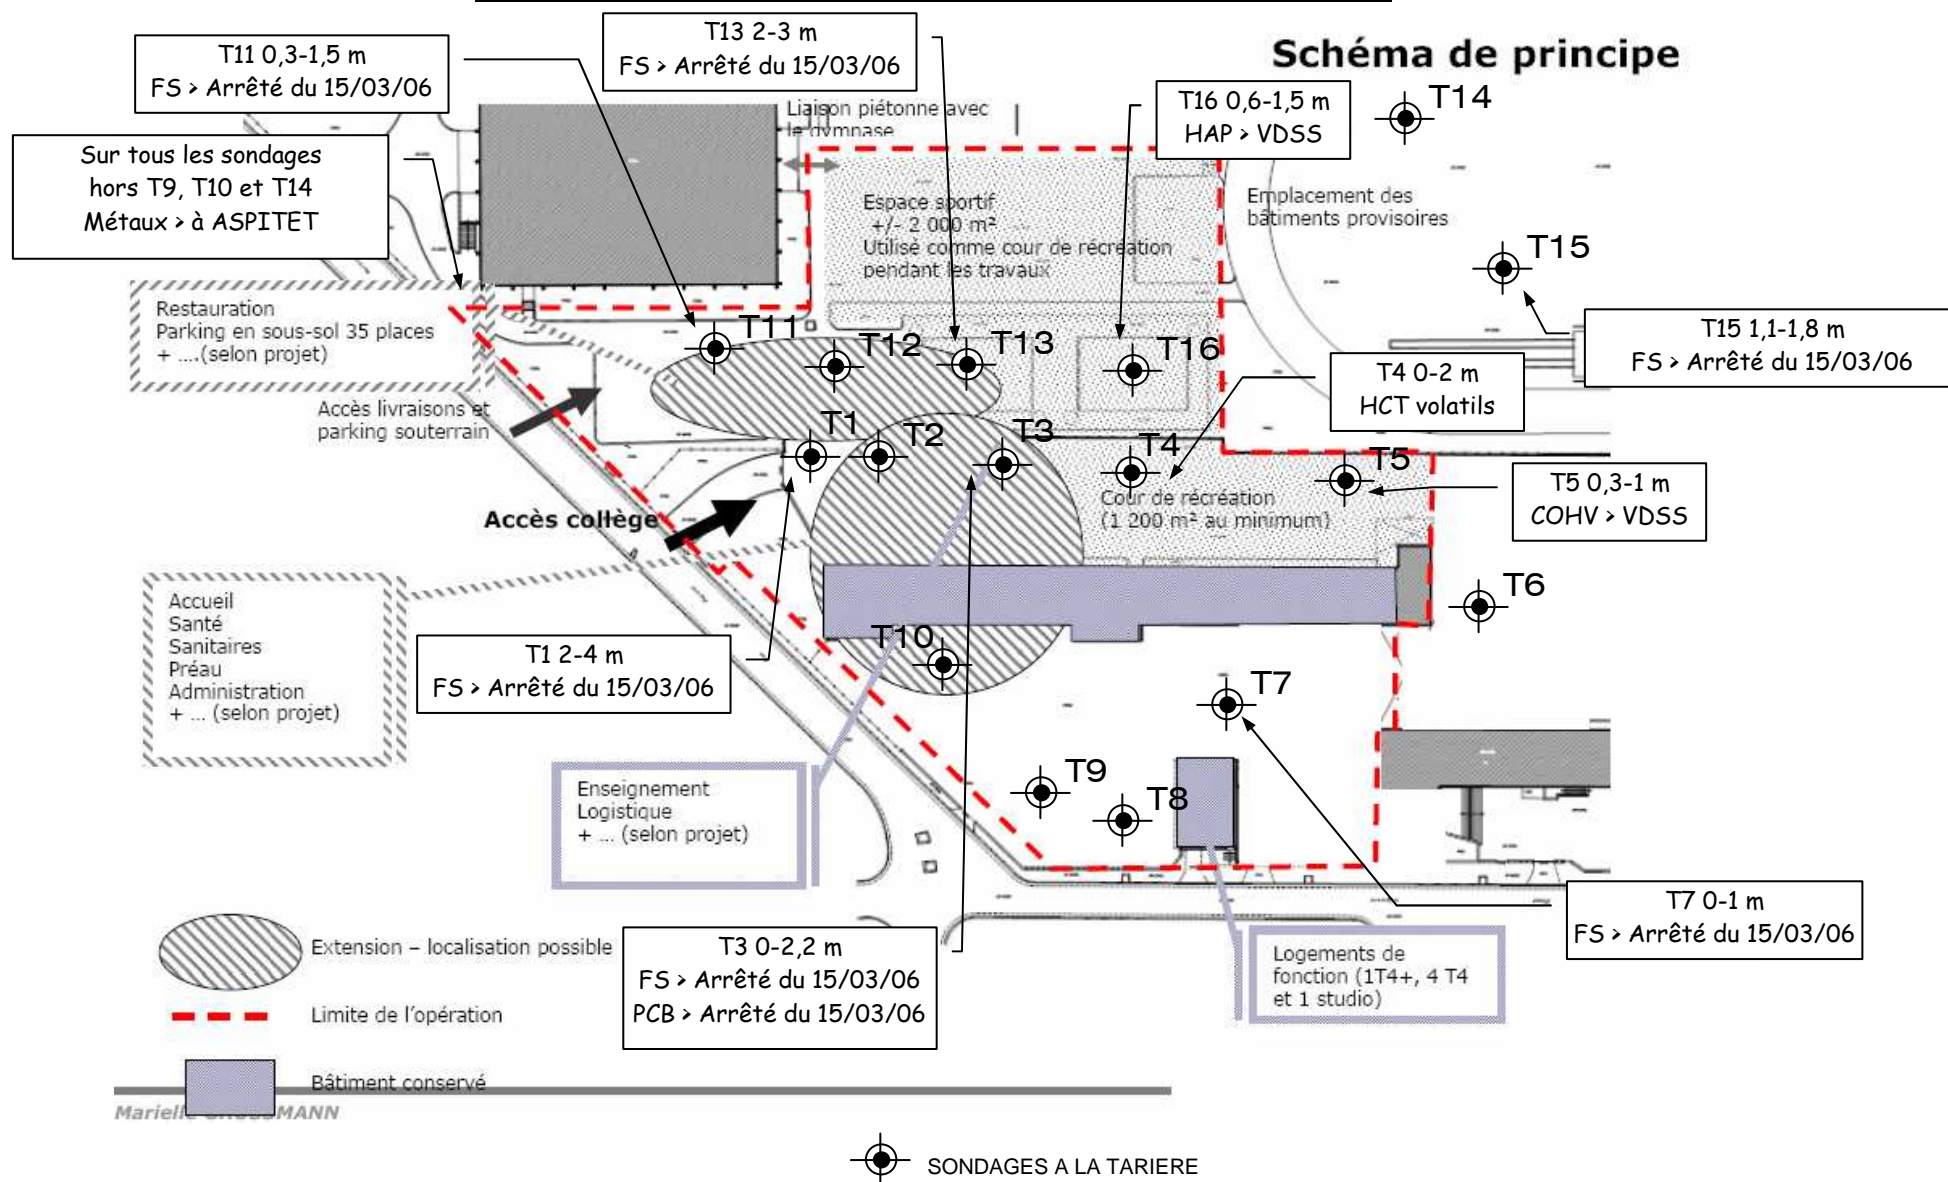 Schéma de principe
T11 0,3-1,5 m
FS > Arrêté du 15/03/06
T13 2-3 m
FS > Arrêté du 15/03/06
T16 0,6-1,5 m
HAP > VDSS
T14
Sur tous les sondages
hors T9, T10 et T14
Métaux > à ASPITET
Liaison piétonne avec
le gymnase
Espace sportif
+/- 2 000 m²
Utilisé comme cour de récréation
pendant les travaux
Emplacement des
bâtiments provisoires
T15
T15 1,1-1,8 m
FS > Arrêté du 15/03/06
Restauration
Parking en sous-sol 35 places
+ ....(selon projet)
T11
T12
T13
T16
T4 0-2 m
HCT volatils
Accès livraisons et
parking souterrain
T1
T2
T3
T4
T5
T5 0,3-1 m
COHV > VDSS
Cour de récréation
(1 200 m² au minimum)
Accès collège
Accueil
Santé
Sanitaires
Préau
Administration
+ ... (selon projet)
T6
T1 2-4 m
FS > Arrêté du 15/03/06
T10
T7
Enseignement
Logistique
+ ... (selon projet)
T9
T8
T7 0-1 m
FS > Arrêté du 15/03/06
T3 0-2,2 m
FS > Arrêté du 15/03/06
PCB > Arrêté du 15/03/06
Logements de
fonction (1T4+, 4 T4
et 1 studio)
Extension – localisation possible
Limite de l'opération
Bâtiment conservé
SONDAGES A LA TARIERE